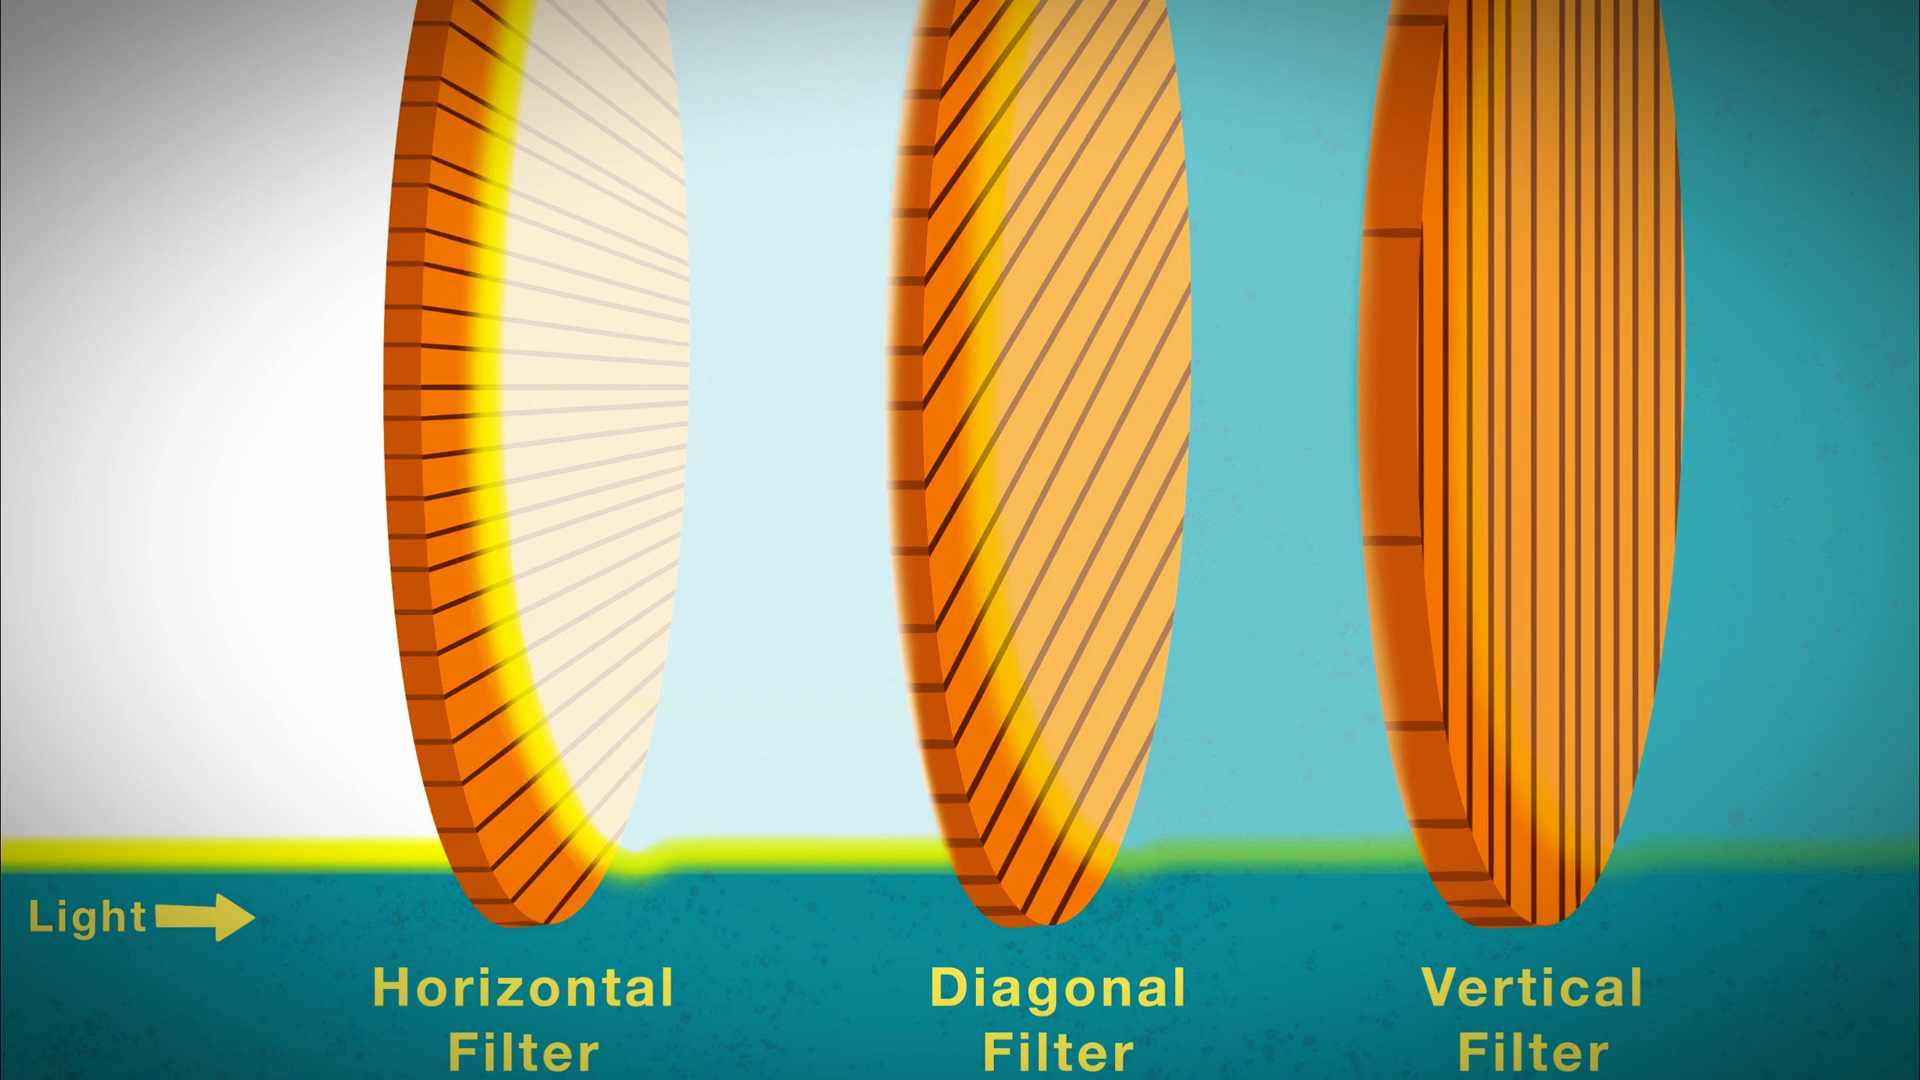 Light
Horizontal
Filter
Diagonal
Filter
Vertical
Filter